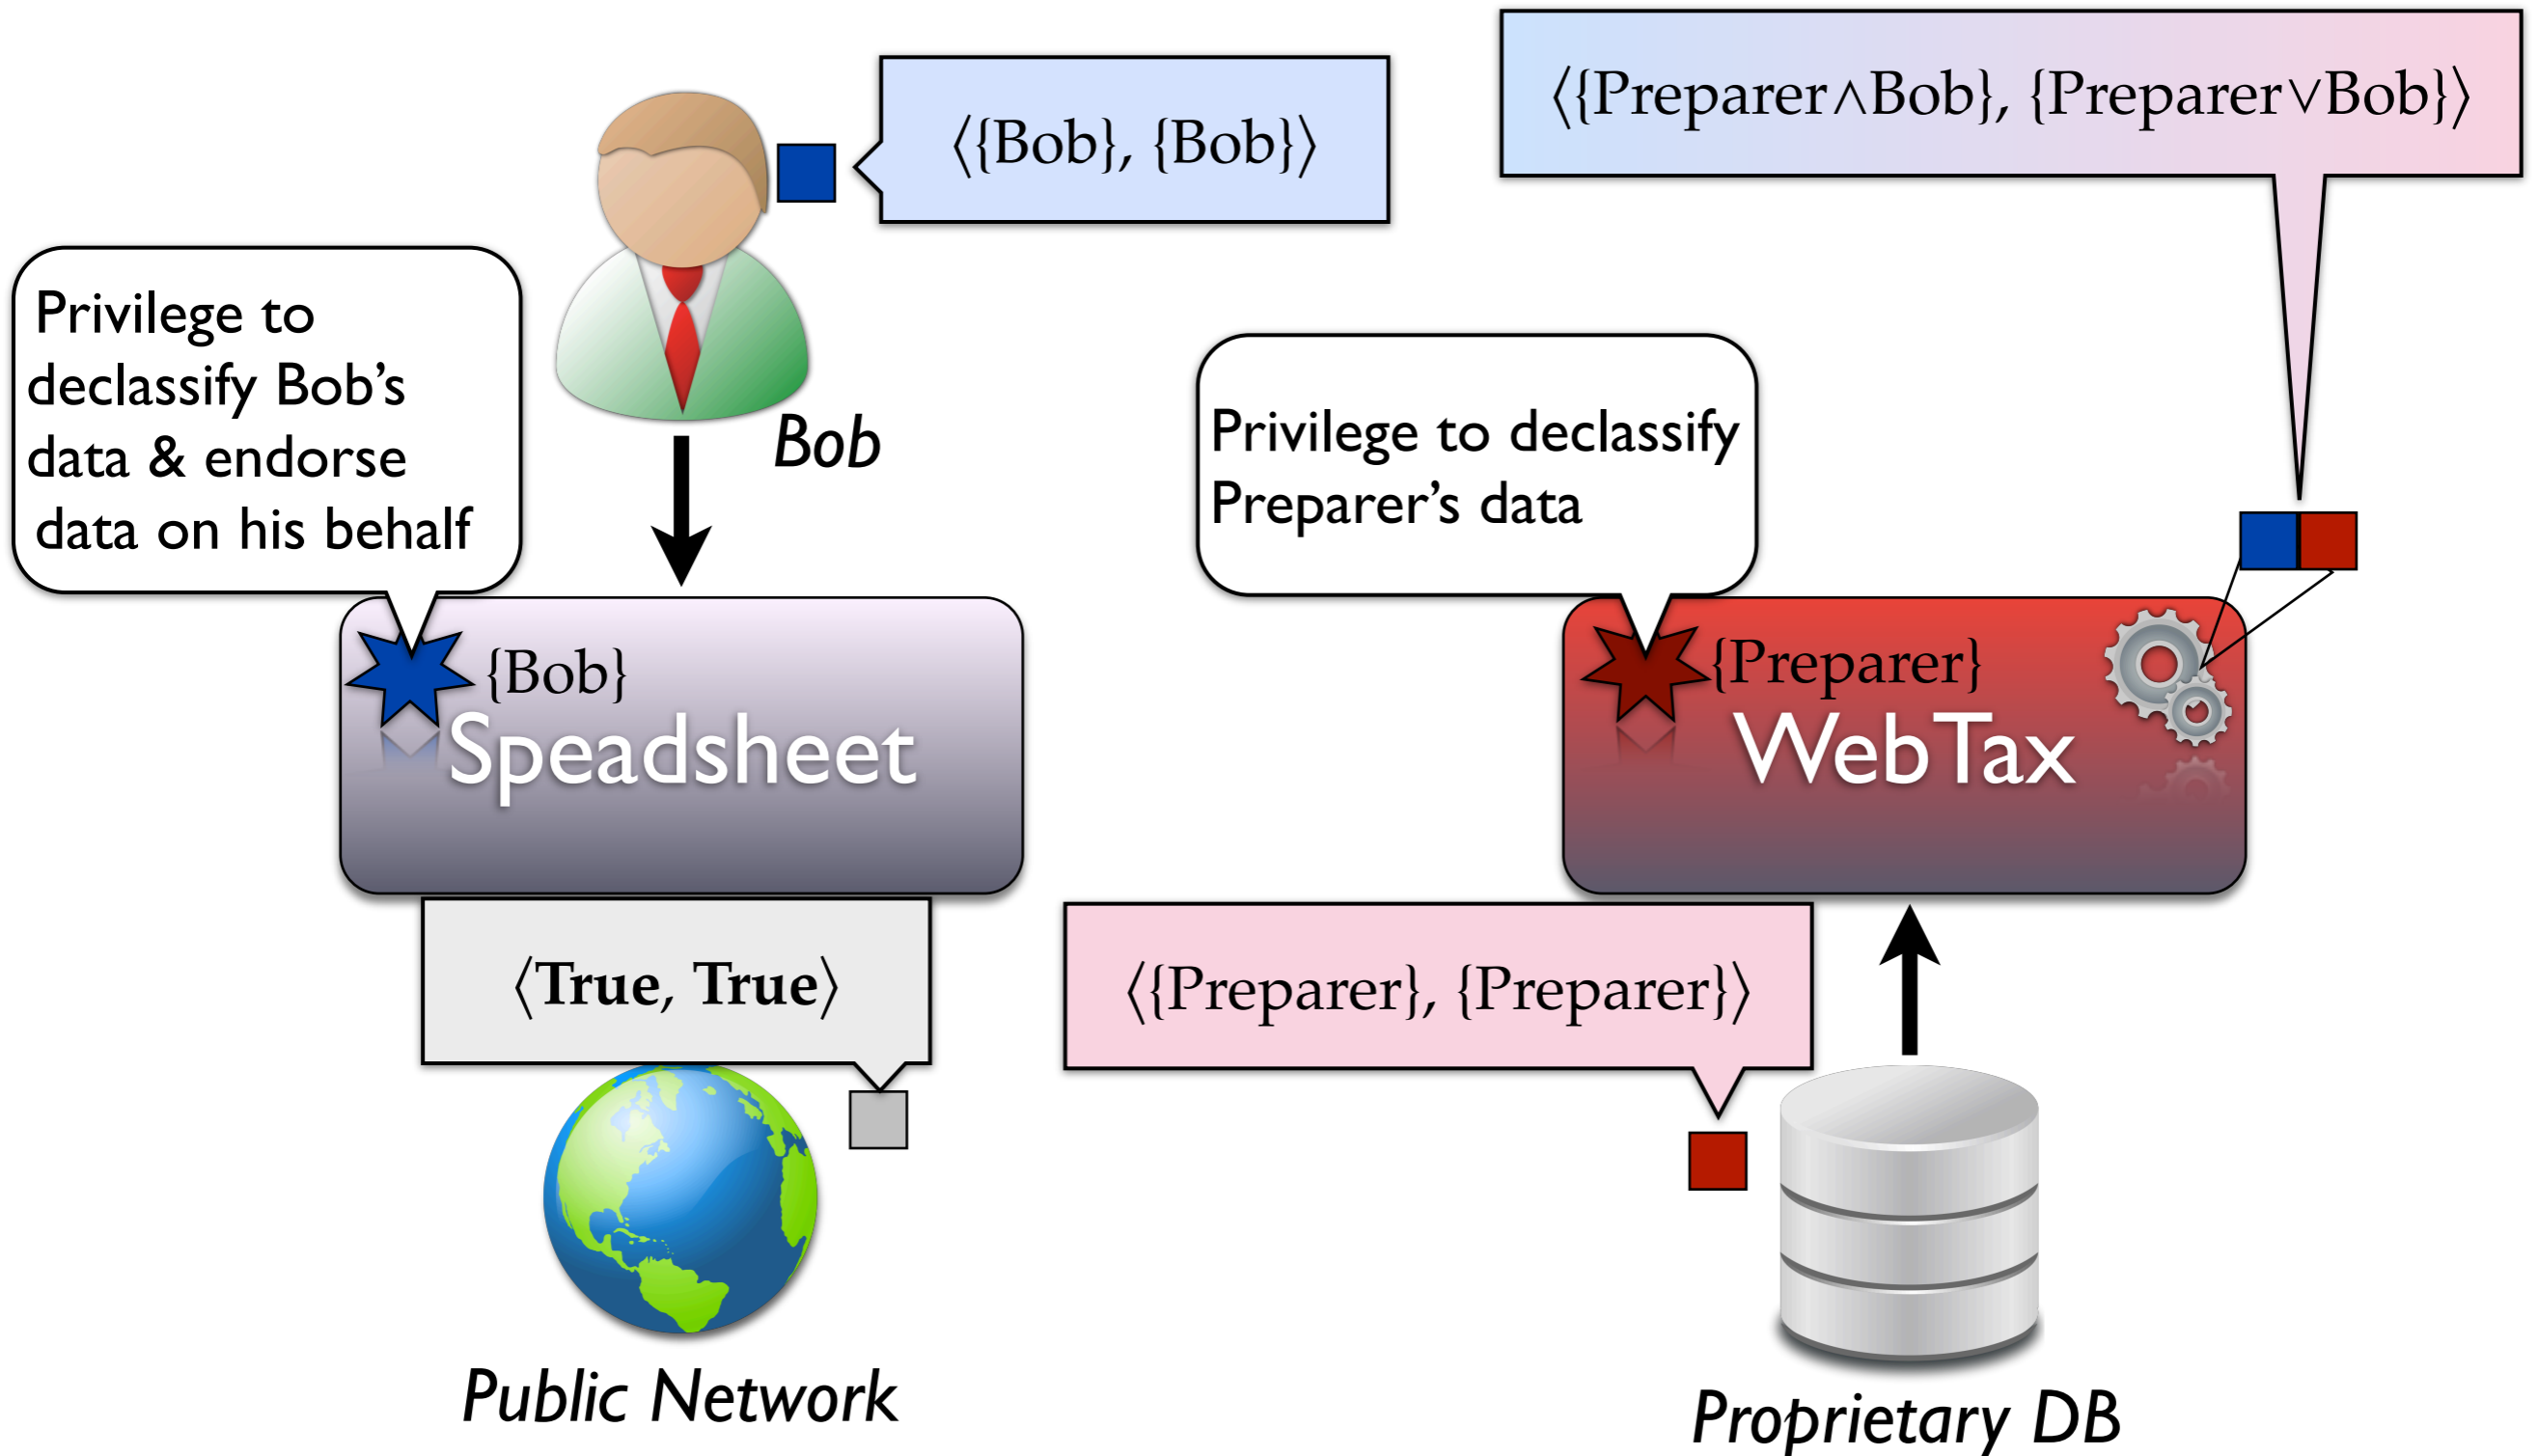 ⟨{Preparer∧Bob}, {Preparer∨Bob}⟩
⟨{Bob}, {Bob}⟩
Privilege to
declassify Bob's
data & endorse
data on his behalf
Bob
Privilege to declassify
Preparer's data
{Bob}
Speadsheet
{Preparer}
WebTax
⟨True, True⟩
⟨{Preparer}, {Preparer}⟩
Public Network
Proprietary DB